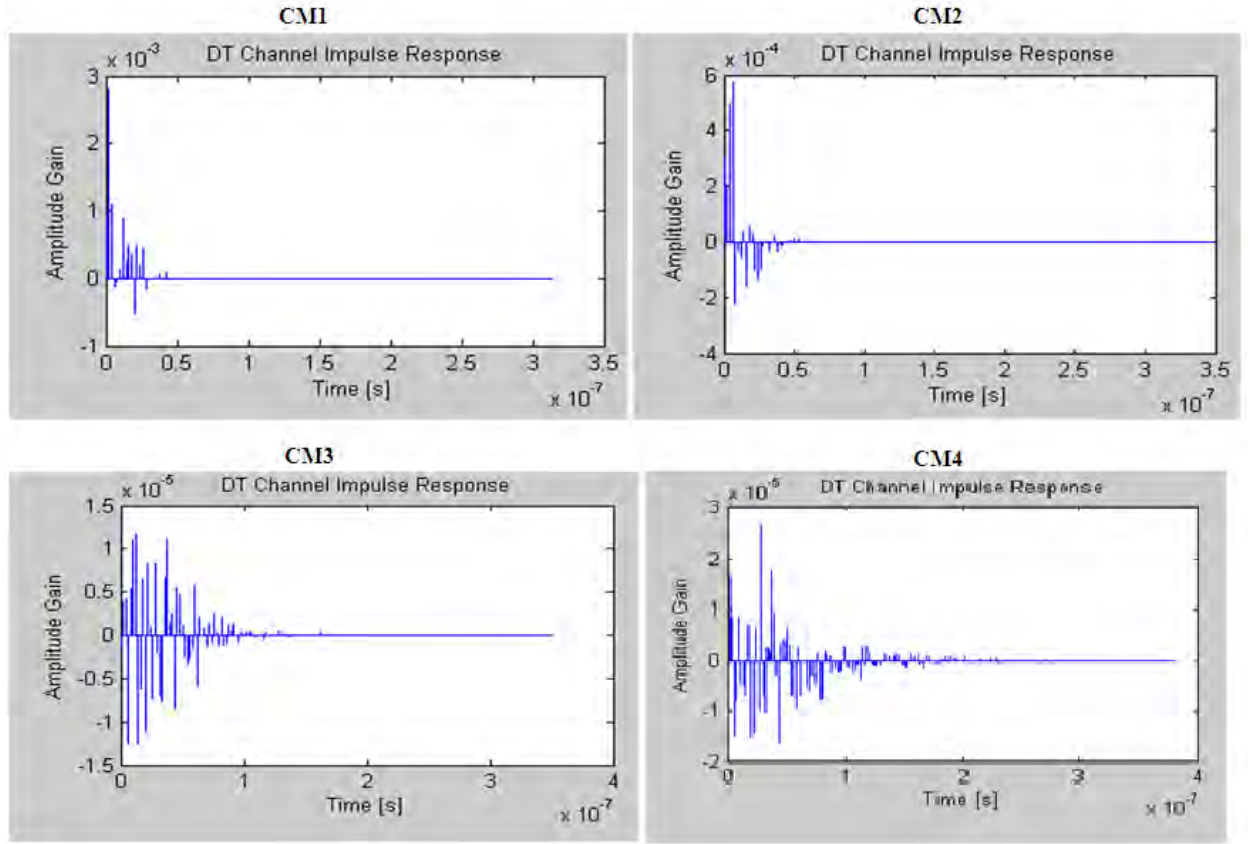 CM1
DT Channel Impulse Response
x 10-3
3
2
1
0
-1
Amplitude Gain
0 0.5 1 1.5 2 2.5 3 3.5
Time [s]
x 10-7
CM2
DT Channel Impulse Response
x 10-4
6
4
2
0
-2
-4
Amplitude Gain
0 0.5 1 1.5 2 2.5 3 3.5
Time [s]
x 10-7
CM3
DT Channel Impulse Response
x 10-5
1.5
1
0.5
0
-0.5
-1
-1.5
Amplitude Gain
0 1 2 3 4
Time [s]
x 10-7
CM4
DT Channel Impulse Response
x 10-5
3
2
1
0
-1
-2
Amplitude Gain
0 1 2 3 4
Time [s]
x 10-7